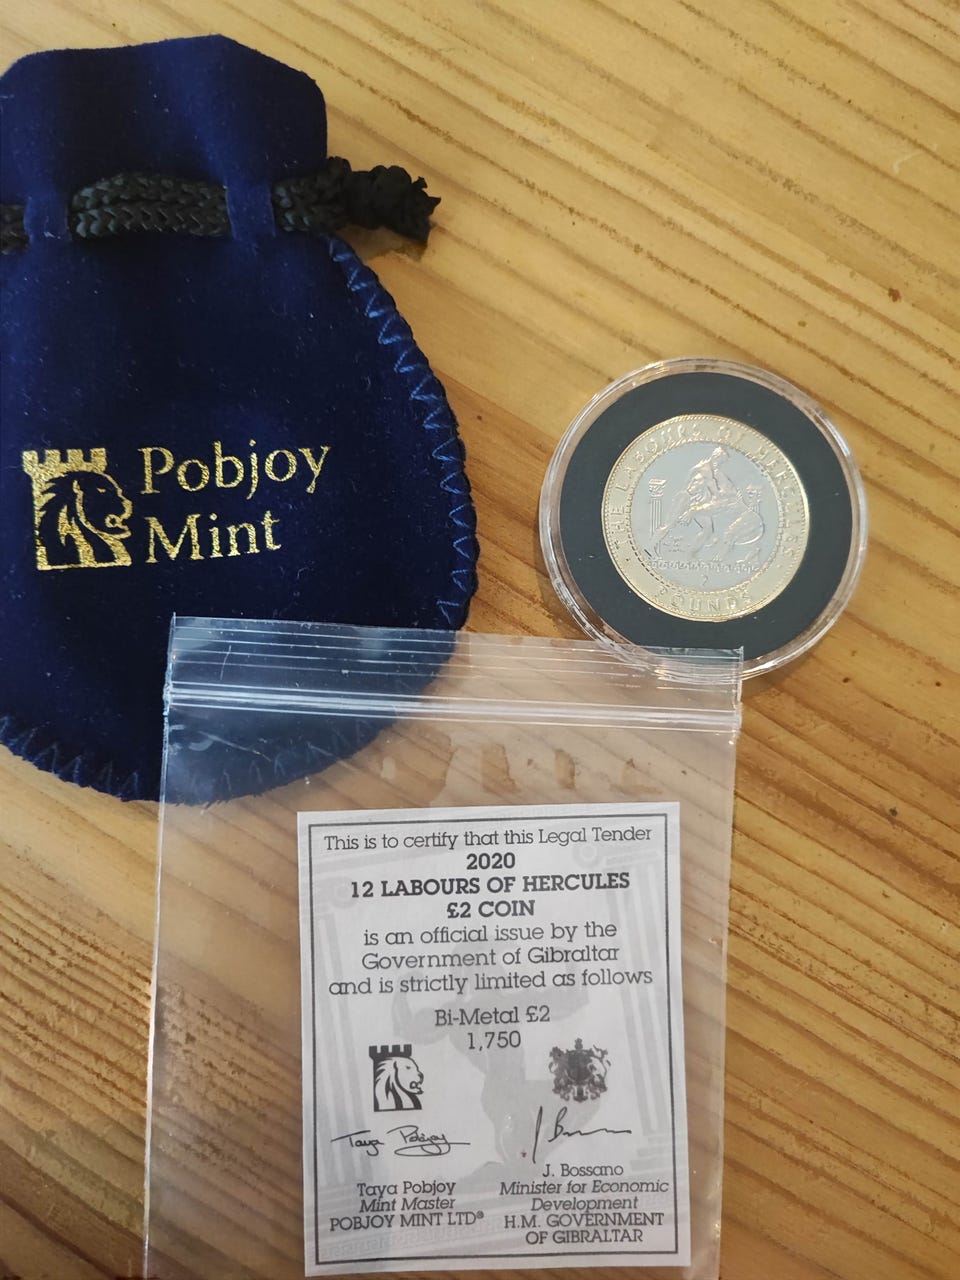 Pobjoy
Mint
THE LABOURS OF HERCULES
2
POUNDS
This is to certify that this Legal Tender
2020
12 LABOURS OF HERCULES
£2 COIN
is an official issue by the
Government of Gibraltar
and is strictly limited as follows
Bi-Metal £2
1,750
Taya Pobjoy
J. Bossano
Taya Pobjoy
Minister for Economic
Mint Master
Development
POBJOY MINT LTD®
H.M. GOVERNMENT
OF GIBRALTAR